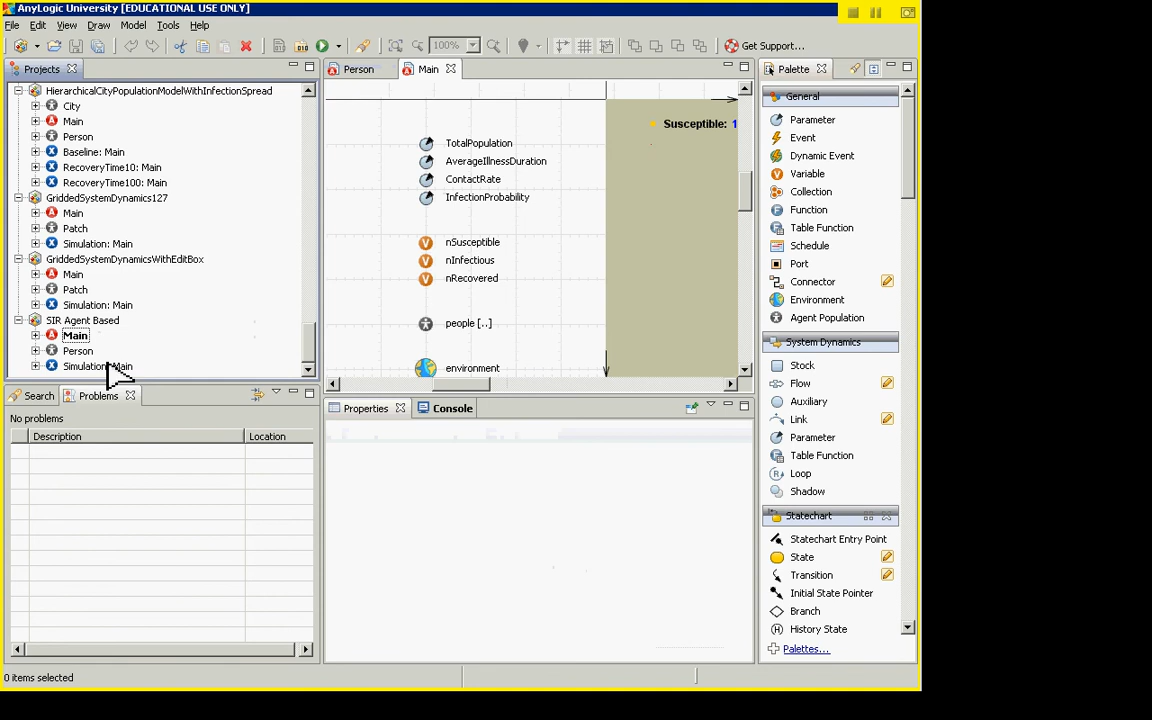 AnyLogic University [EDUCATIONAL USE ONLY]
File Edit View Draw Model Tools Help
100% Get Support...
Projects
HierarchicalCityPopulationModelWithInfectionSpread
City
Main
Person
Baseline: Main
RecoveryTime10: Main
RecoveryTime100: Main
GriddedSystemDynamics127
Main
Patch
Simulation: Main
GriddedSystemDynamicsWithEditBox
Main
Patch
Simulation: Main
SIR Agent Based
Main
Person
Simulation: Main
Search Problems
No problems
Description Location
0 items selected
Person Main
TotalPopulation
AverageIllnessDuration
ContactRate
InfectionProbability
nSusceptible
nInfectious
nRecovered
people [..]
environment
Susceptible: 1
Properties Console
Palette
General
Parameter
Event
Dynamic Event
Variable
Collection
Function
Table Function
Schedule
Port
Connector
Environment
Agent Population
System Dynamics
Stock
Flow
Auxiliary
Link
Parameter
Table Function
Loop
Shadow
Statechart
Statechart Entry Point
State
Transition
Initial State Pointer
Branch
History State
Palettes...